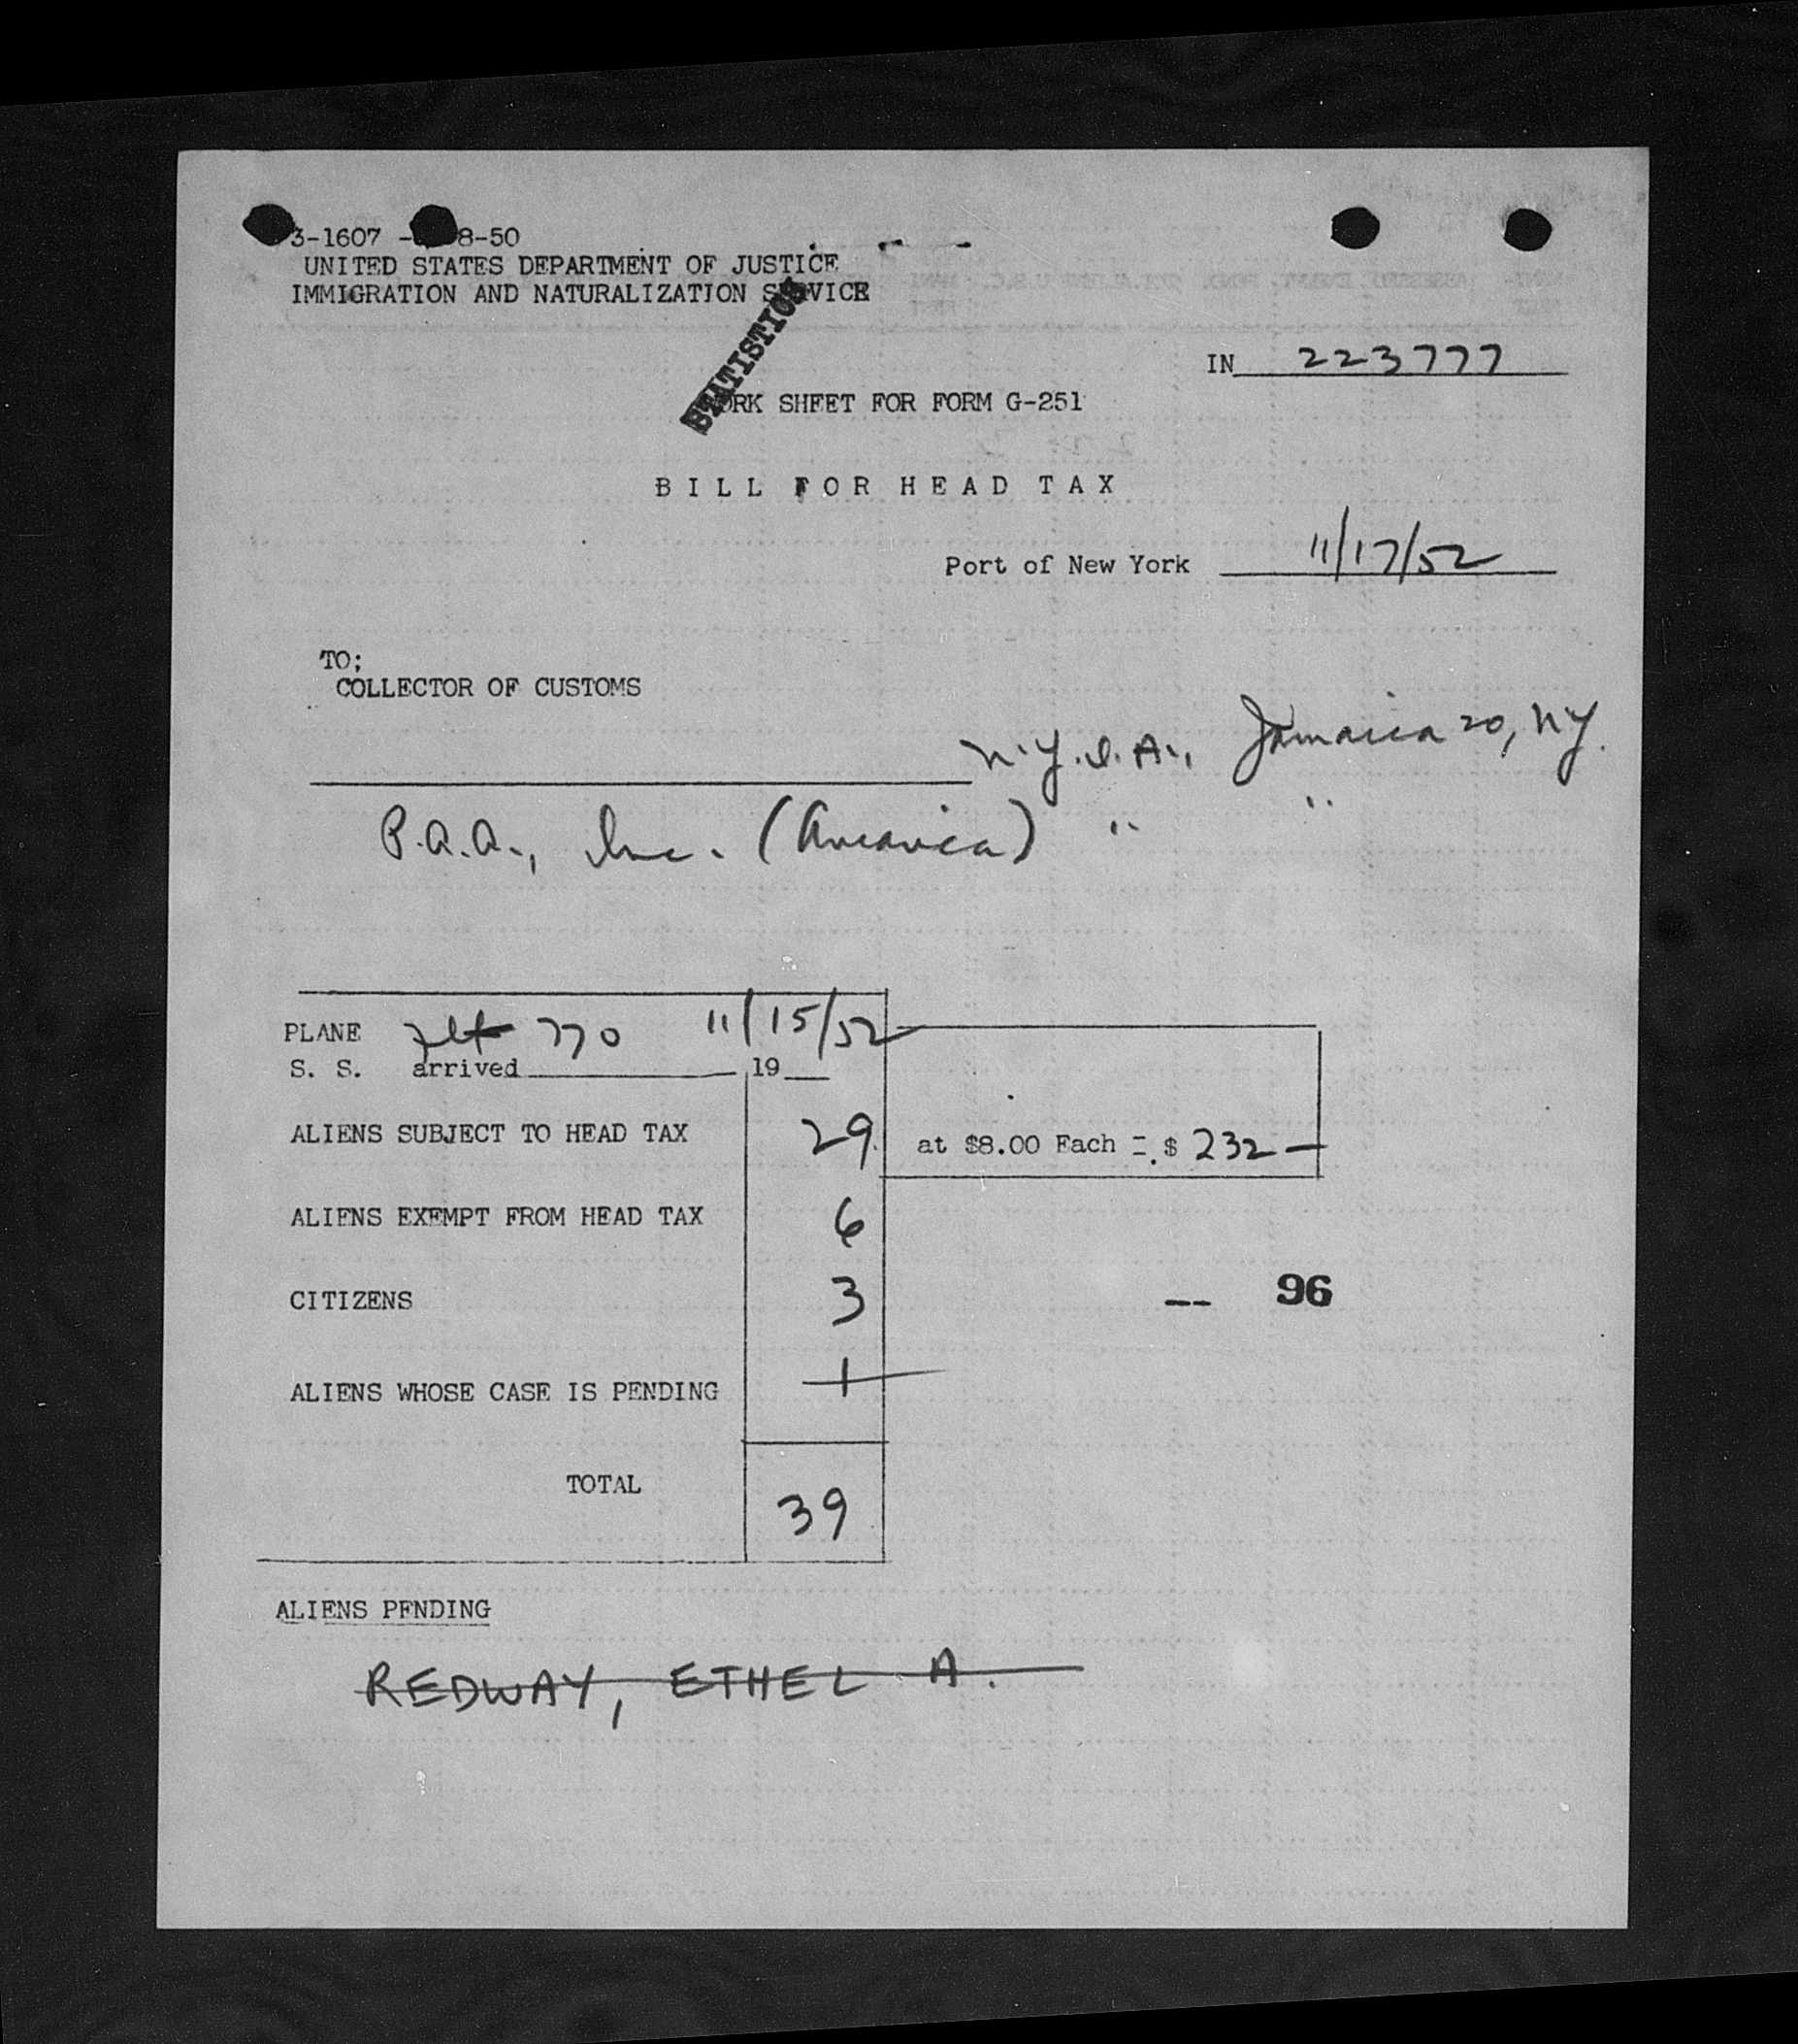 3-1607 - 8-50
UNITED STATES DEPARTMENT OF JUSTICE
IMMIGRATION AND NATURALIZATION SERVICE
STATISTICS
IN 223777
WORK SHEET FOR FORM G-251
BILL FOR HEAD TAX
Port of New York 11/17/52
TO:
COLLECTOR OF CUSTOMS
N.Y.I.A., Jamaica 20, NY.
P.A.A., Inc. (America) " "
PLANE flt 770 11/15/52
S. S. arrived 19
ALIENS SUBJECT TO HEAD TAX 29 at $8.00 Each = $ 232 —
ALIENS EXEMPT FROM HEAD TAX 6
CITIZENS 3
-- 96
ALIENS WHOSE CASE IS PENDING 1
TOTAL 39
ALIENS PENDING
REDWAY, ETHEL A.